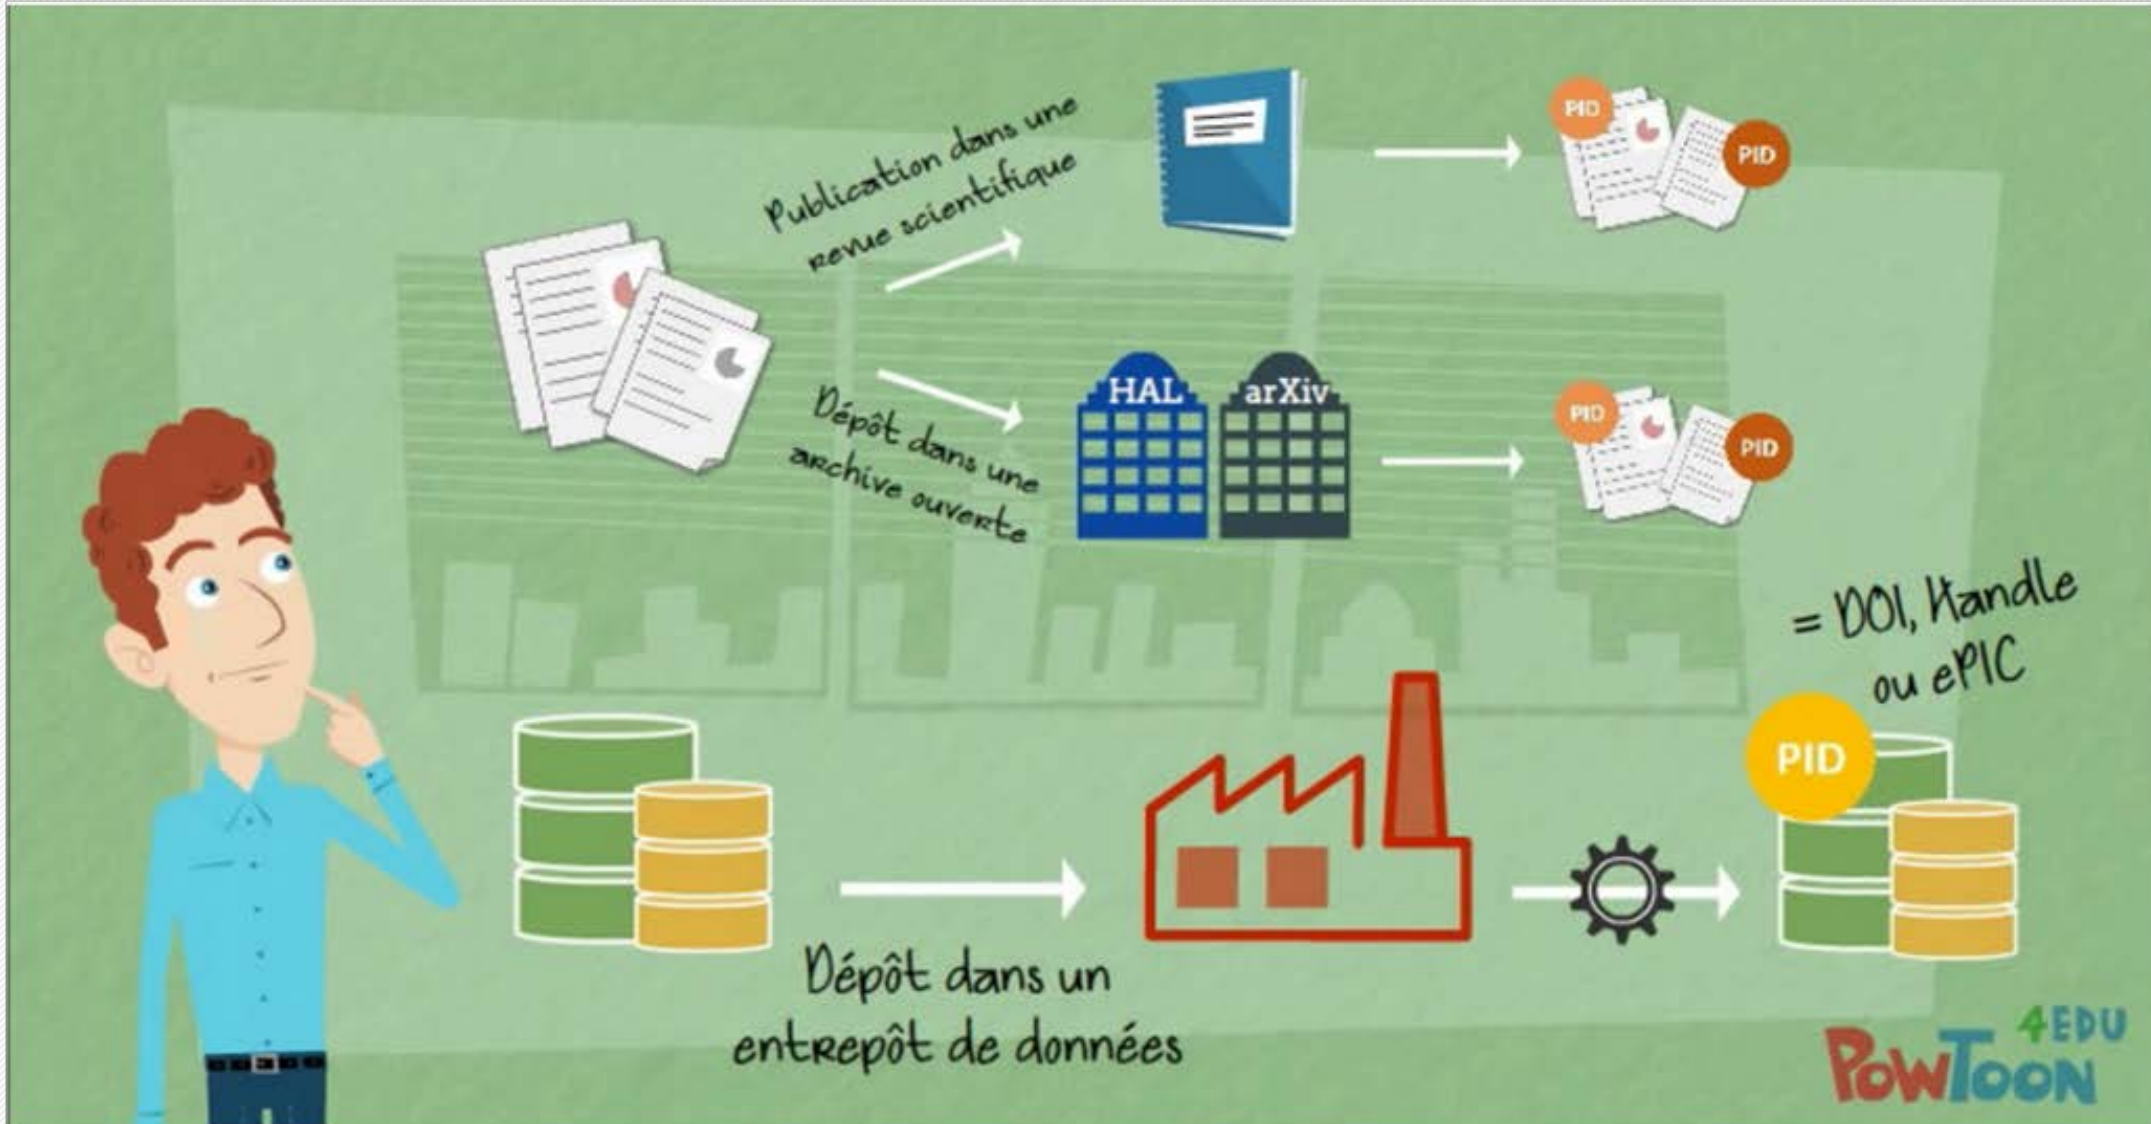 Publication dans une
revue scientifique
PID
PID
Dépôt dans une
archive ouverte
HAL
arXiv
PID
PID
= DOI, Handle
ou ePIC
PID
Dépôt dans un
entrepôt de données
POWTOON
4EDU